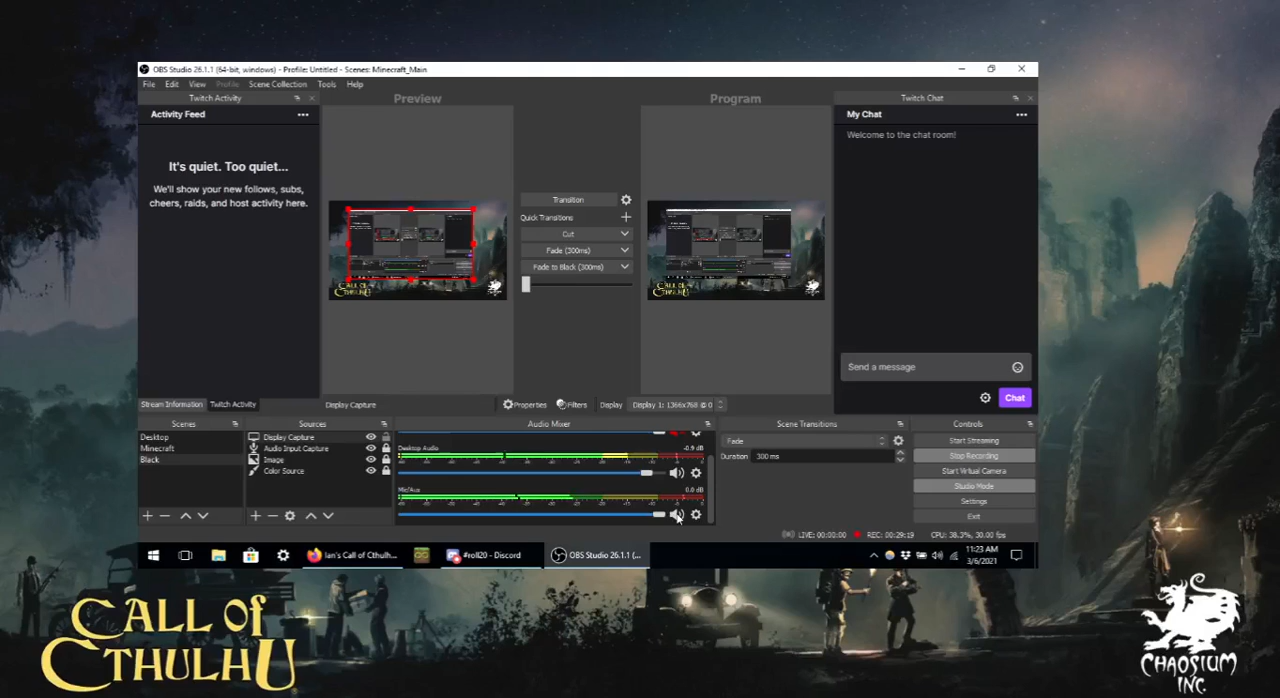 OBS Studio 26.1.1 (64-bit, windows) - Profile: Untitled - Scenes: Minecraft_Main
File Edit View Profile Scene Collection Tools Help
Twitch Activity
Activity Feed
It's quiet. Too quiet...
We'll show your new follows, subs,
cheers, raids, and host activity here.
Stream Information Twitch Activity
Preview
Program
Transition
Quick Transitions
Cut
Fade (300ms)
Fade to Black (300ms)
Twitch Chat
My Chat
Welcome to the chat room!
Send a message
Chat
Display Capture
Properties Filters Display Display 1: 1366x768 @ 0
Scenes
Desktop
Minecraft
Black
Sources
Display Capture
Audio Input Capture
Image
Color Source
Audio Mixer
Desktop Audio -0.9 dB
Mic/Aux 0.0 dB
Scene Transitions
Fade
Duration 300 ms
Controls
Start Streaming
Stop Recording
Start Virtual Camera
Studio Mode
Settings
Exit
LIVE: 00:00:00 REC: 00:29:19 CPU: 38.3%, 30.00 fps
Ian's Call of Cthulh...
#roll20 - Discord
OBS Studio 26.1.1 (...
11:23 AM
3/6/2021
CALL OF
CTHULHU
CHAOSIUM
INC.